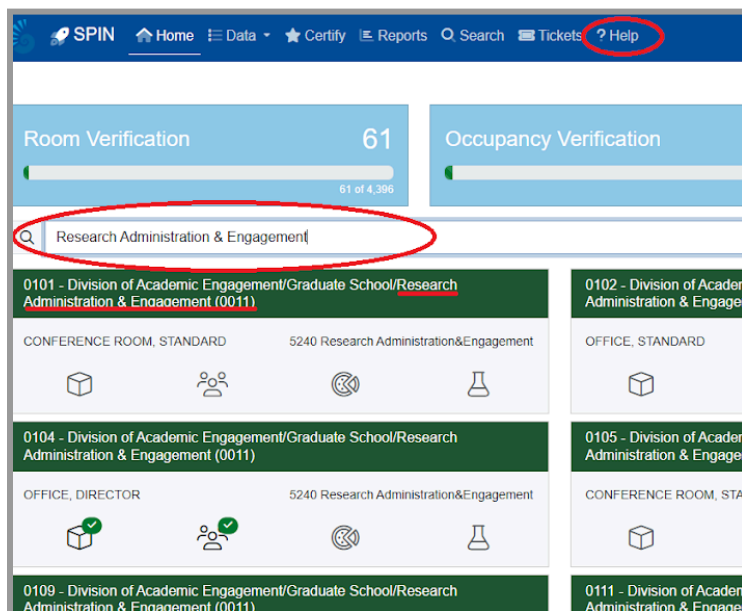 SPIN Home Data Certify Reports Search Tickets ? Help
Room Verification 61
61 of 4,396
Occupancy Verification
Research Administration & Engagement
0101 - Division of Academic Engagement/Graduate School/Research
Administration & Engagement (0011)
CONFERENCE ROOM, STANDARD 5240 Research Administration&Engagement
0102 - Division of Academ
Administration & Engage
OFFICE, STANDARD
0104 - Division of Academic Engagement/Graduate School/Research
Administration & Engagement (0011)
OFFICE, DIRECTOR 5240 Research Administration&Engagement
0105 - Division of Academ
Administration & Engage
CONFERENCE ROOM, STA
0109 - Division of Academic Engagement/Graduate School/Research
Administration & Engagement (0011)
0111 - Division of Academ
Administration & Engage